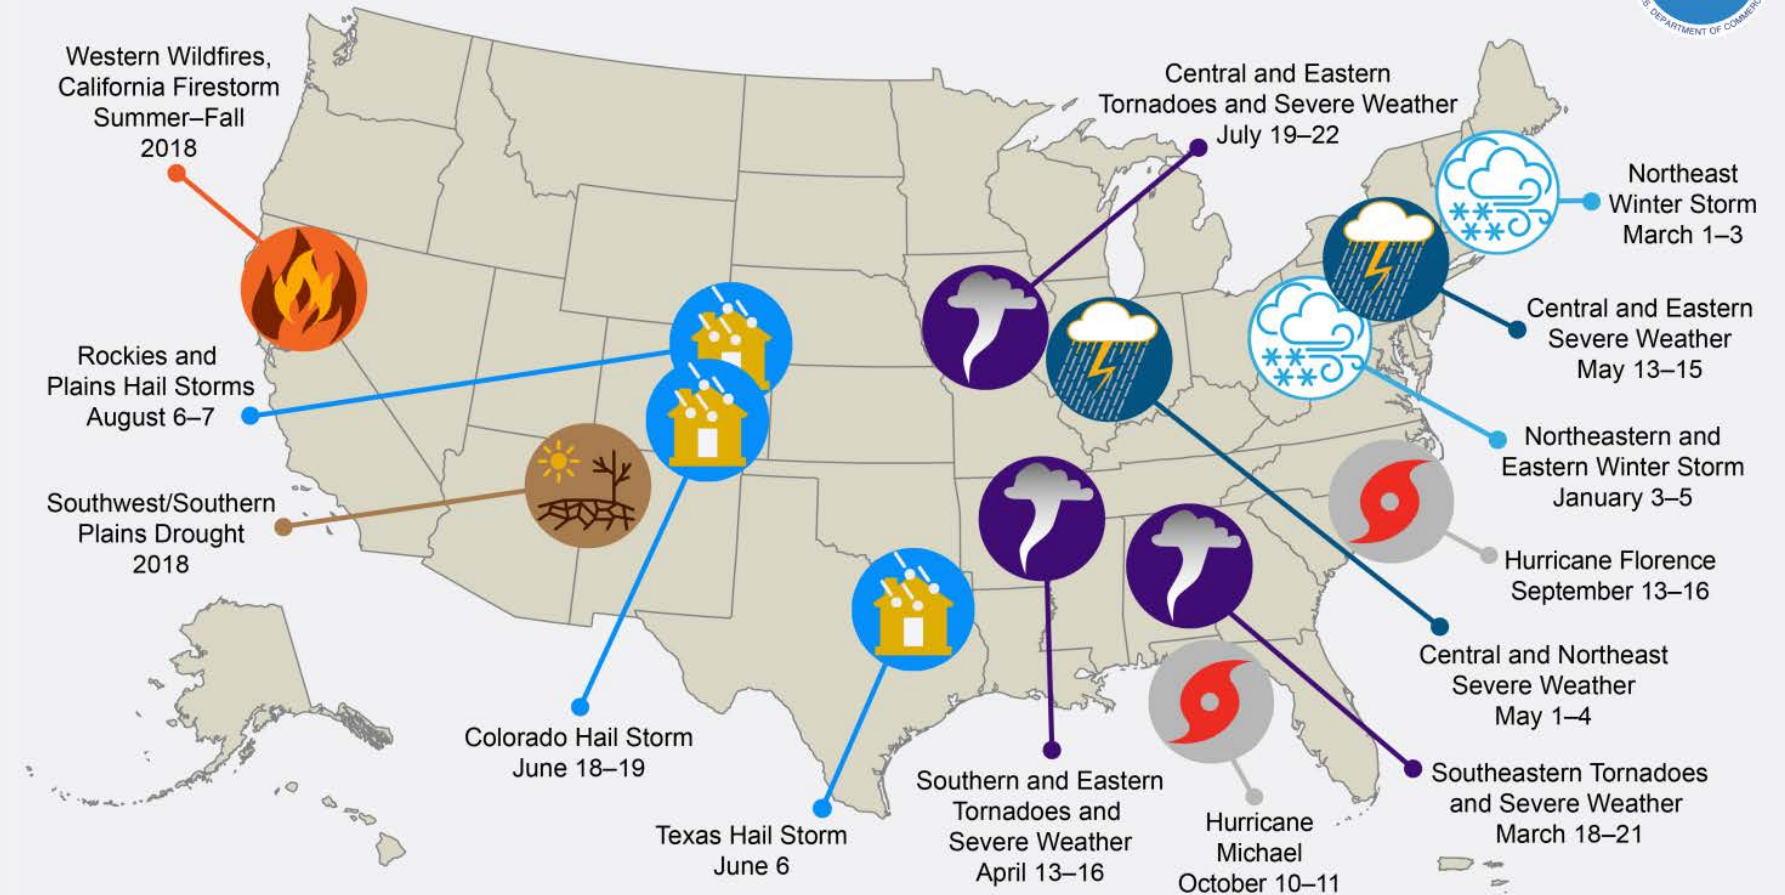 S. DEPARTMENT OF COMMERC
Western Wildfires,
California Firestorm
Summer–Fall
2018
Central and Eastern
Tornadoes and Severe Weather
July 19–22
Northeast
Winter Storm
March 1–3
Central and Eastern
Severe Weather
May 13–15
Rockies and
Plains Hail Storms
August 6–7
Northeastern and
Eastern Winter Storm
January 3–5
Southwest/Southern
Plains Drought
2018
Hurricane Florence
September 13–16
Central and Northeast
Severe Weather
May 1–4
Colorado Hail Storm
June 18–19
Southern and Eastern
Tornadoes and
Severe Weather
April 13–16
Southeastern Tornadoes
and Severe Weather
March 18–21
Texas Hail Storm
June 6
Hurricane
Michael
October 10–11